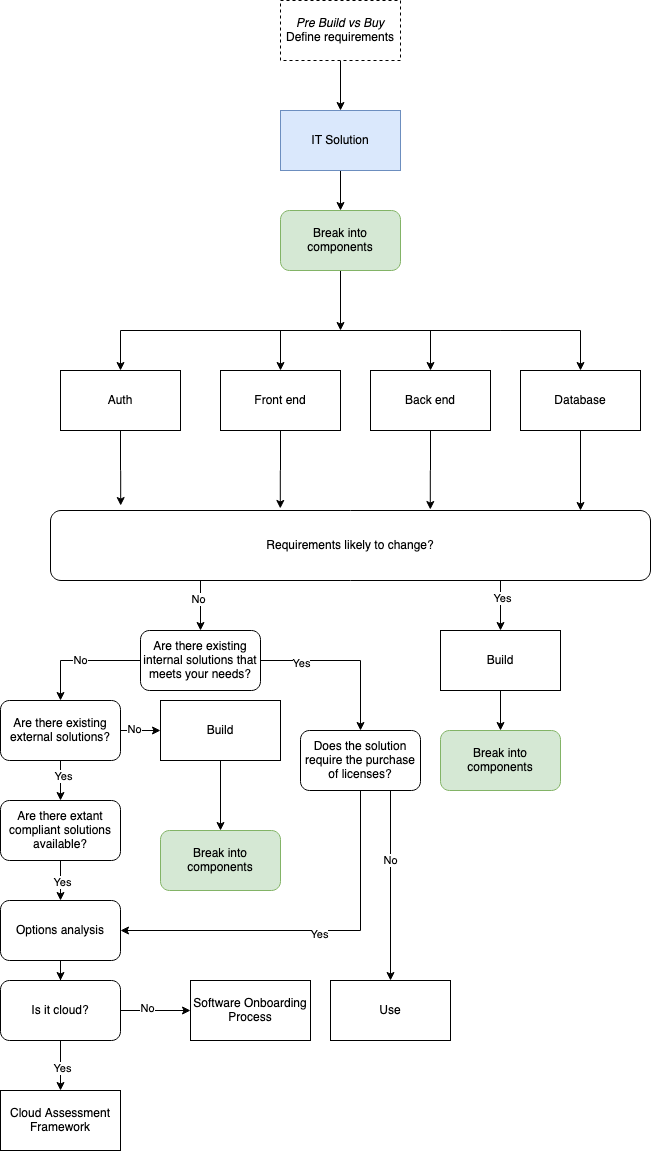 Pre Build vs Buy
Define requirements
IT Solution
Break into
components
Auth
Front end
Back end
Database
Requirements likely to change?
No
Yes
Are there existing
internal solutions that
meets your needs?
Build
No
Yes
Are there existing
external solutions?
No
Build
Does the solution
require the purchase
of licenses?
Break into
components
Yes
Are there extant
compliant solutions
available?
Break into
components
No
Yes
Options analysis
Yes
Is it cloud?
No
Software Onboarding
Process
Use
Yes
Cloud Assessment
Framework